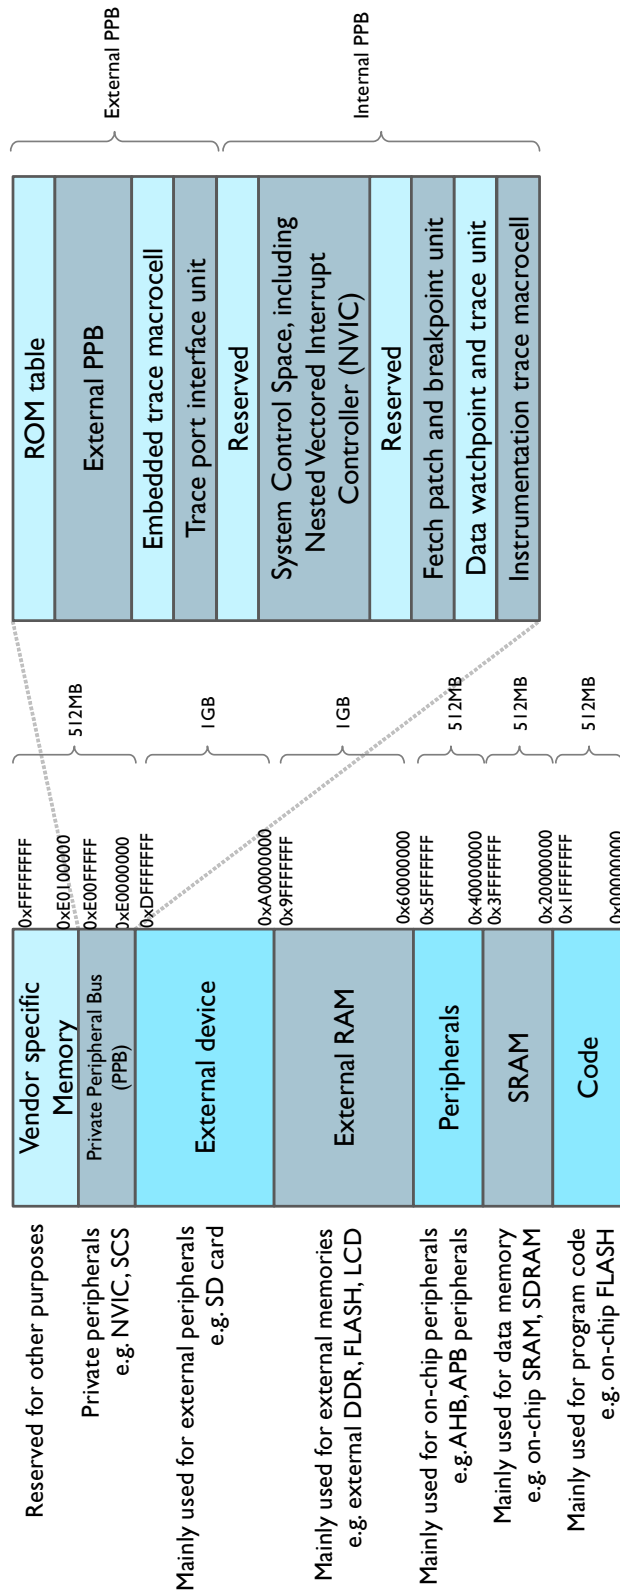 Reserved for other purposes
Private peripherals
e.g. NVIC, SCS
Mainly used for external peripherals
e.g. SD card
Mainly used for external memories
e.g. external DDR, FLASH, LCD
Mainly used for on-chip peripherals
e.g. AHB, APB peripherals
Mainly used for data memory
e.g. on-chip SRAM, SDRAM
Mainly used for program code
e.g. on-chip FLASH
Vendor specific
Memory
Private Peripheral Bus
(PPB)
External device
External RAM
Peripherals
SRAM
Code
0xFFFFFFFF
0xE0100000
0xE00FFFFF
0xE0000000
0xDFFFFFFF
0xA0000000
0x9FFFFFFF
0x60000000
0x5FFFFFFF
0x40000000
0x3FFFFFFF
0x20000000
0x1FFFFFFF
0x00000000
512MB
1GB
1GB
512MB
512MB
512MB
ROM table
External PPB
Embedded trace macrocell
Trace port interface unit
Reserved
System Control Space, including
Nested Vectored Interrupt
Controller (NVIC)
Reserved
Fetch patch and breakpoint unit
Data watchpoint and trace unit
Instrumentation trace macrocell
External PPB
Internal PPB